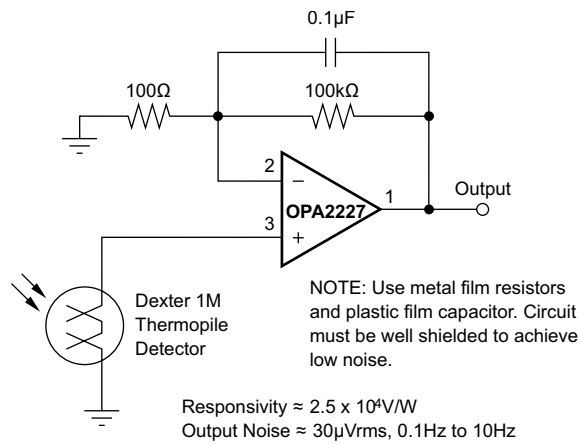 0.1µF
100Ω
100kΩ
2
−
1
Output
OPA2227
3
+
Dexter 1M
Thermopile
Detector
NOTE: Use metal film resistors
and plastic film capacitor. Circuit
must be well shielded to achieve
low noise.
Responsivity ≈ 2.5 x 10⁴V/W
Output Noise ≈ 30µVrms, 0.1Hz to 10Hz